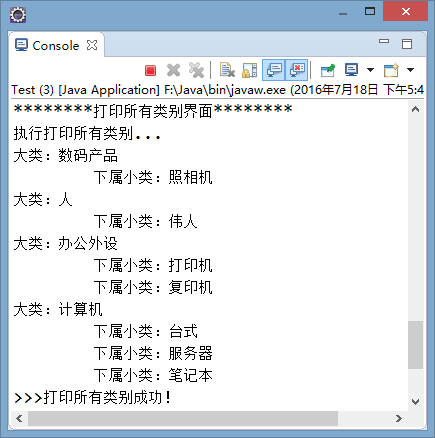 Console
Test (3) [Java Application] F:\Java\bin\javaw.exe (2016年7月18日 下午5:4
********打印所有类别界面********
执行打印所有类别...
大类：数码产品
下属小类：照相机
大类：人
下属小类：伟人
大类：办公外设
下属小类：打印机
下属小类：复印机
大类：计算机
下属小类：台式
下属小类：服务器
下属小类：笔记本
>>>打印所有类别成功！